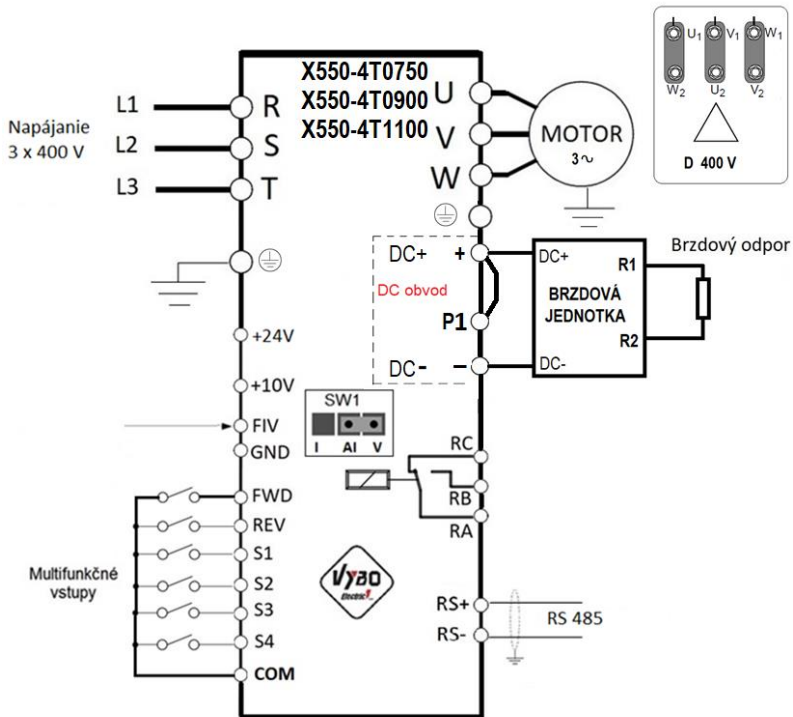 X550-4T0750
X550-4T0900
X550-4T1100
Napájanie
3 x 400 V
L1
L2
L3
R
S
T
U
V
W
MOTOR
3~
U1 V1 W1
W2 U2 V2
D 400 V
DC+ +
DC obvod
P1
DC- -
DC+
BRZDOVÁ
JEDNOTKA
DC-
R1
R2
Brzdový odpor
+24V
+10V
FIV
GND
SW1
I AI V
RC
RB
RA
FWD
REV
S1
S2
S3
S4
COM
Multifunkčné
vstupy
VYBO
Electric
RS+
RS-
RS 485